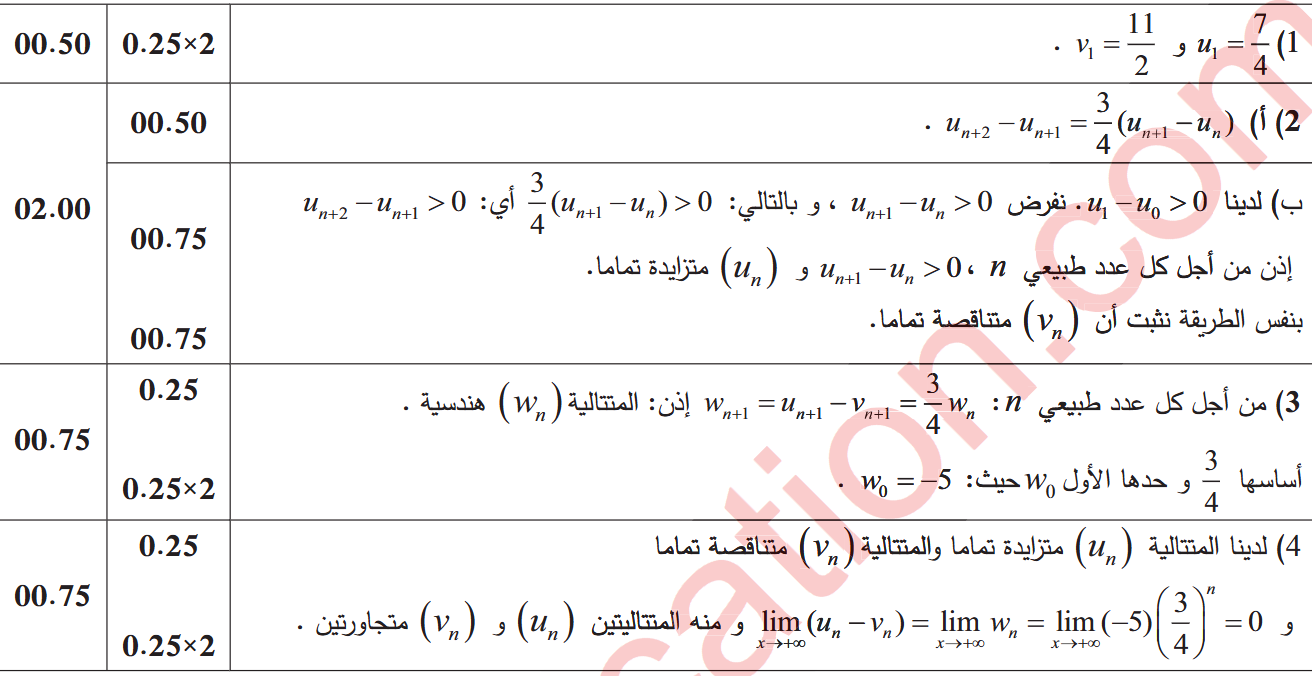 1) $u_1 = \frac{7}{4}$ و $v_1 = \frac{11}{2}$ .
0.25×2
00.50
2) أ) $u_{n+2} - u_{n+1} = \frac{3}{4}(u_{n+1} - u_n)$ .
00.50
ب) لدينا $u_1 - u_0 > 0$. نفرض $u_{n+1} - u_n > 0$ ، و بالتالي: $\frac{3}{4}(u_{n+1} - u_n) > 0$ أي: $u_{n+2} - u_{n+1} > 0$
00.75
02.00
إذن من أجل كل عدد طبيعي $n$ ، $u_{n+1} - u_n > 0$ و $(u_n)$ متزايدة تماما.
بنفس الطريقة نثبت أن $(v_n)$ متناقصة تماما.
00.75
3) من أجل كل عدد طبيعي $n$ : $w_{n+1} = u_{n+1} - v_{n+1} = \frac{3}{4} w_n$ إذن: المتتالية $(w_n)$ هندسية .
0.25
00.75
أساسها $\frac{3}{4}$ و حدها الأول $w_0$ حيث: $w_0 = -5$ .
0.25×2
4) لدينا المتتالية $(u_n)$ متزايدة تماما والمتتالية $(v_n)$ متناقصة تماما
0.25
00.75
و $\lim_{x \to +\infty} (u_n - v_n) = \lim_{x \to +\infty} w_n = \lim_{x \to +\infty} (-5)\left(\frac{3}{4}\right)^n = 0$ و منه المتتاليتين $(u_n)$ و $(v_n)$ متجاورتين .
0.25×2
cation.com